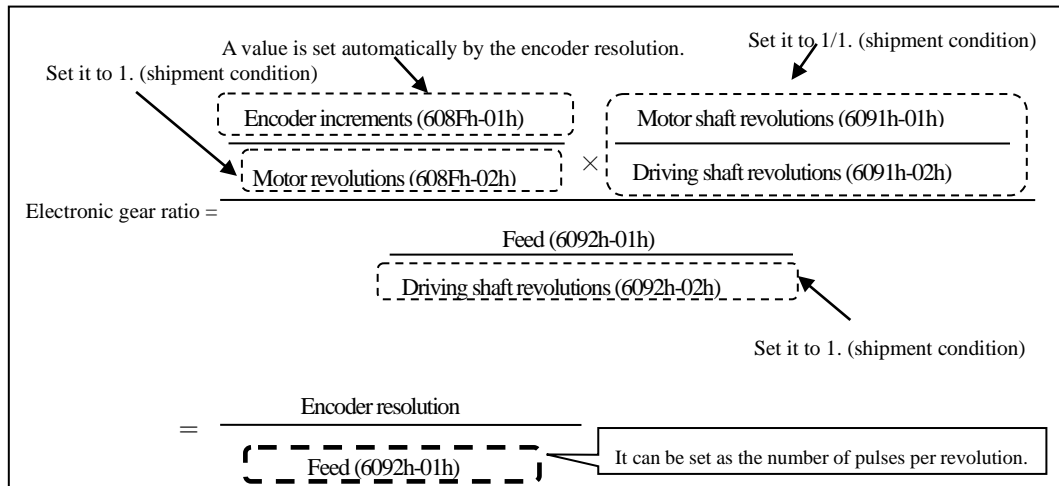 A value is set automatically by the encoder resolution.
Set it to 1/1. (shipment condition)
Set it to 1. (shipment condition)
Encoder increments (608Fh-01h)
Motor shaft revolutions (6091h-01h)
×
Motor revolutions (608Fh-02h)
Driving shaft revolutions (6091h-02h)
Electronic gear ratio =
Feed (6092h-01h)
Driving shaft revolutions (6092h-02h)
Set it to 1. (shipment condition)
Encoder resolution
=
Feed (6092h-01h)
It can be set as the number of pulses per revolution.